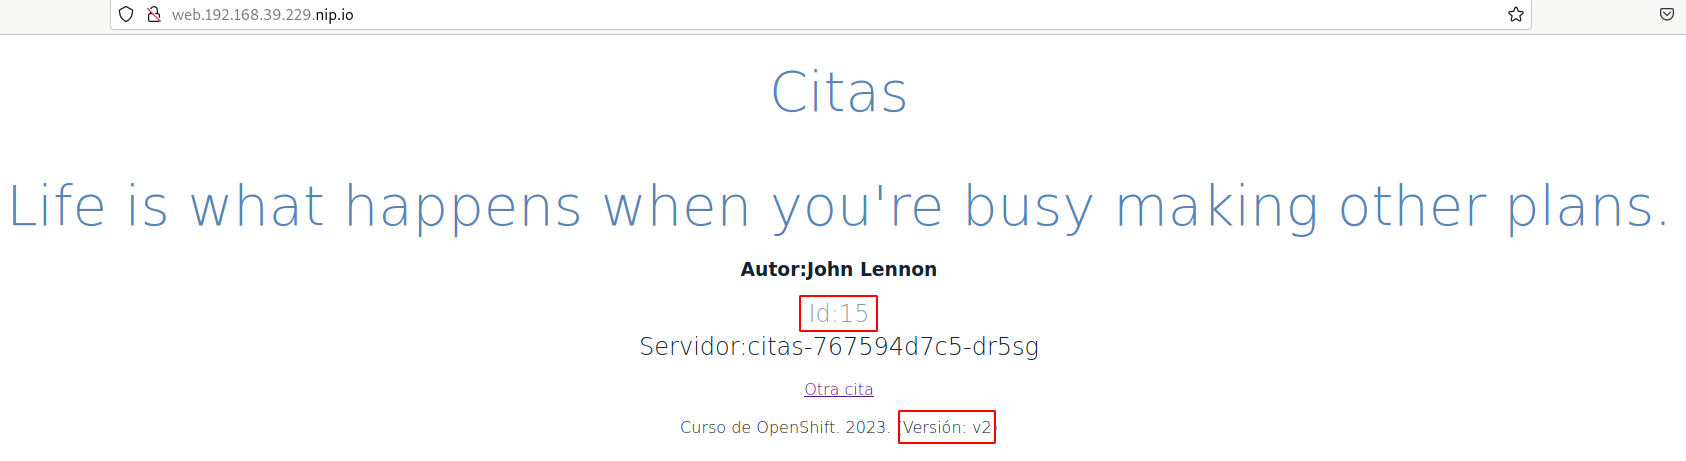 web.192.168.39.229.nip.io
Citas
Life is what happens when you're busy making other plans.
Autor:John Lennon
Id:15
Servidor:citas-767594d7c5-dr5sg
Otra cita
Curso de OpenShift. 2023. (Versión: v2)